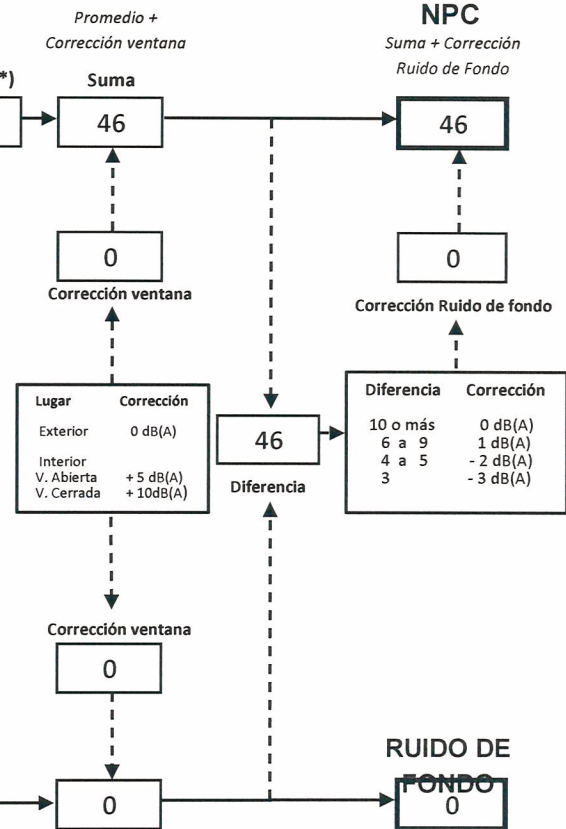 Promedio +
Corrección ventana
NPC
Suma + Corrección
Ruido de Fondo
*)
Suma
46
46
0
0
Corrección ventana
Corrección Ruido de fondo
Lugar Corrección
Exterior 0 dB(A)
Interior
V. Abierta + 5 dB(A)
V. Cerrada + 10dB(A)
46
Diferencia
Diferencia Corrección
10 o más 0 dB(A)
6 a 9 1 dB(A)
4 a 5 - 2 dB(A)
3 - 3 dB(A)
Corrección ventana
0
RUIDO DE
FONDO
0
0